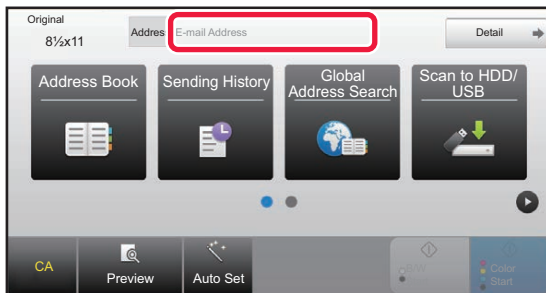 Original
8½x11
Addres
E-mail Address
Detail
Address Book
Sending History
Global
Address Search
Scan to HDD/
USB
CA
Preview
Auto Set
B/W
Start
Color
Start